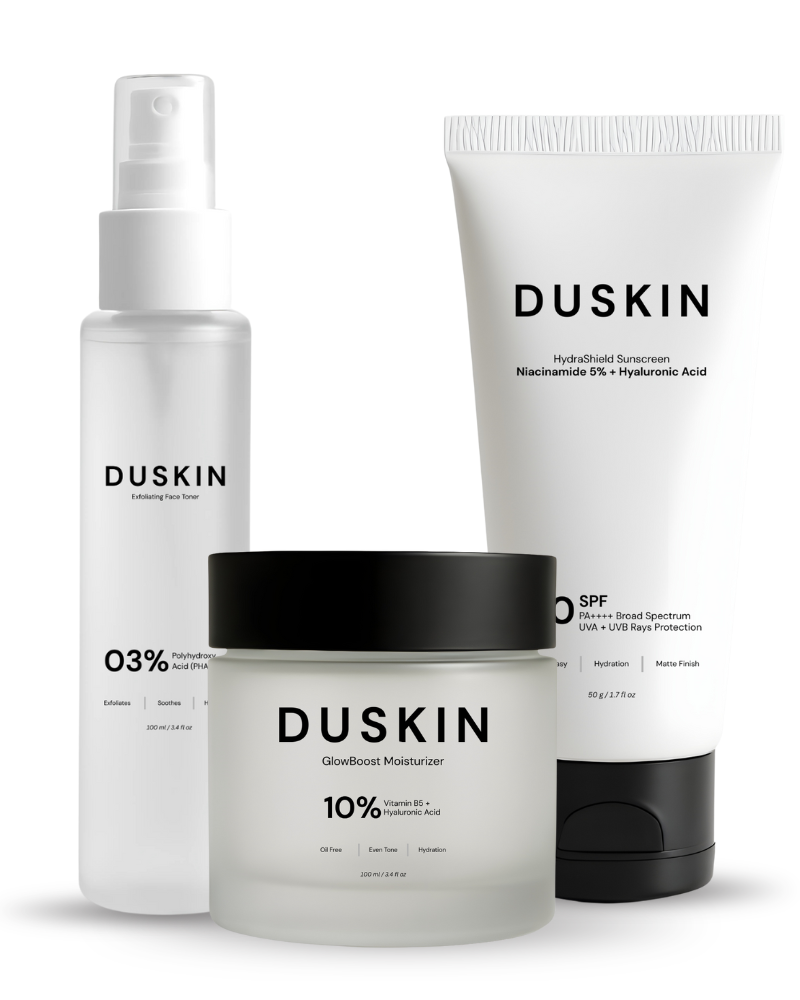 DUSKIN
Exfoliating Face Toner
03%
Polyhydroxy
Acid (PHA
Exfoliates | Soothes | H
100 ml / 3.4 fl oz
DUSKIN
GlowBoost Moisturizer
10%
Vitamin B5 +
Hyaluronic Acid
Oil Free | Even Tone | Hydration
100 ml / 3.4 fl oz
DUSKIN
HydraShield Sunscreen
Niacinamide 5% + Hyaluronic Acid
0 SPF
PA++++ Broad Spectrum
UVA + UVB Rays Protection
asy | Hydration | Matte Finish
50 g / 1.7 fl oz